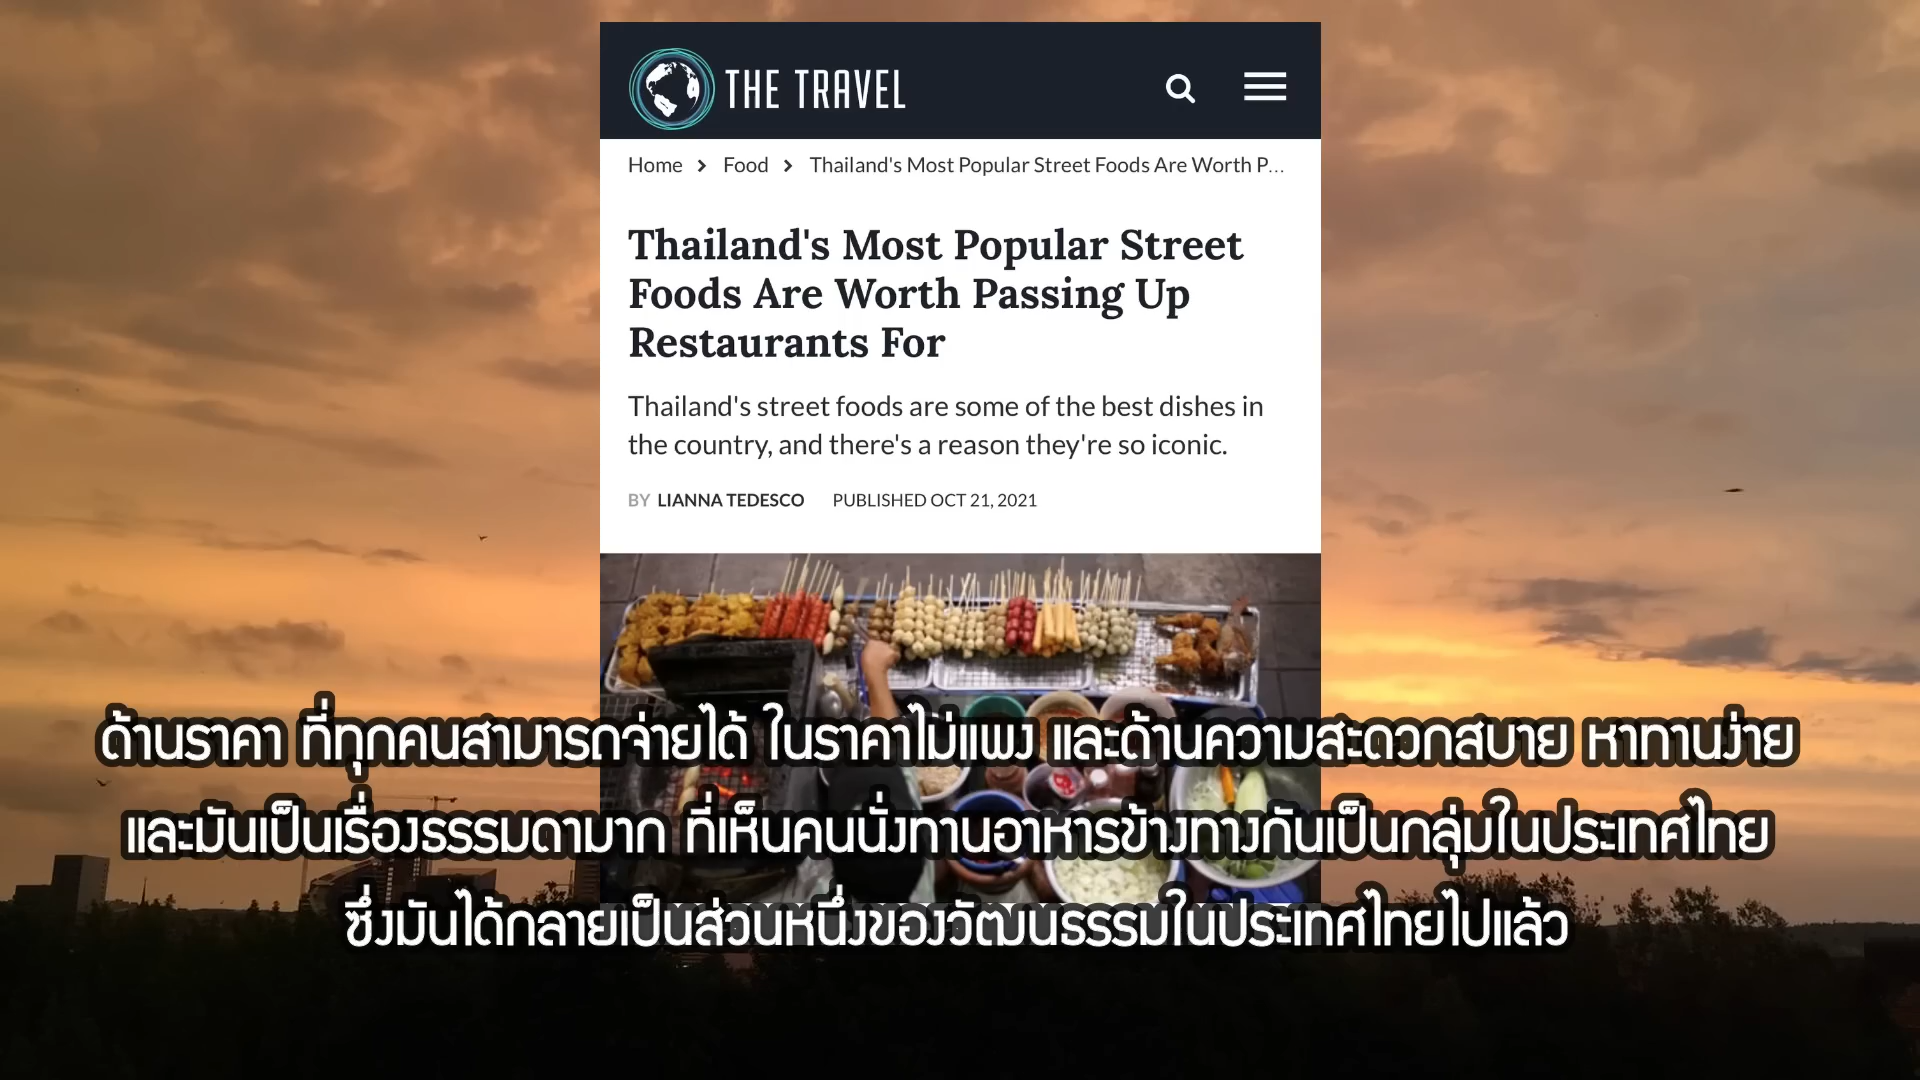 THE TRAVEL
Home > Food > Thailand's Most Popular Street Foods Are Worth P...
Thailand's Most Popular Street
Foods Are Worth Passing Up
Restaurants For
Thailand's street foods are some of the best dishes in
the country, and there's a reason they're so iconic.
BY LIANNA TEDESCO PUBLISHED OCT 21, 2021
ด้านราคา ที่ทุกคนสามารถจ่ายได้ ในราคาไม่แพง และด้านความสะดวกสบาย หาทานง่าย
และมันเป็นเรื่องธรรมดามาก ที่เห็นคนนั่งทานอาหารข้างทางกันเป็นกลุ่มในประเทศไทย
ซึ่งมันได้กลายเป็นส่วนหนึ่งของวัฒนธรรมในประเทศไทยไปแล้ว